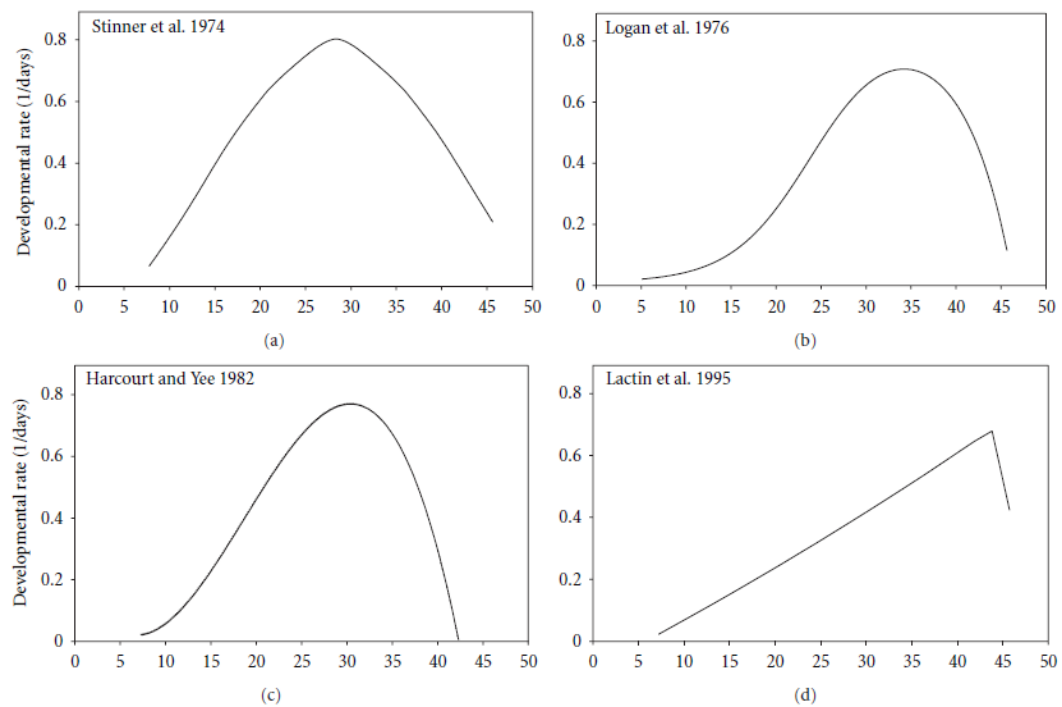 Stinner et al. 1974
Developmental rate (1/days)
0.8
0.6
0.4
0.2
0
0 5 10 15 20 25 30 35 40 45 50
(a)
Logan et al. 1976
0.8
0.6
0.4
0.2
0
0 5 10 15 20 25 30 35 40 45 50
(b)
Harcourt and Yee 1982
Developmental rate (1/days)
0.8
0.6
0.4
0.2
0
0 5 10 15 20 25 30 35 40 45 50
(c)
Lactin et al. 1995
0.8
0.6
0.4
0.2
0
0 5 10 15 20 25 30 35 40 45 50
(d)